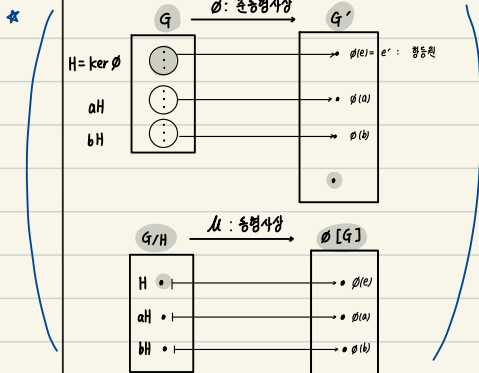 G ø: 준동형사상 G′
H = ker ø ø(e) = e′ : 항등원
aH ø(a)
bH ø(b)
G/H μ : 동형사상 ø[G]
H ø(e)
aH ø(a)
bH ø(b)